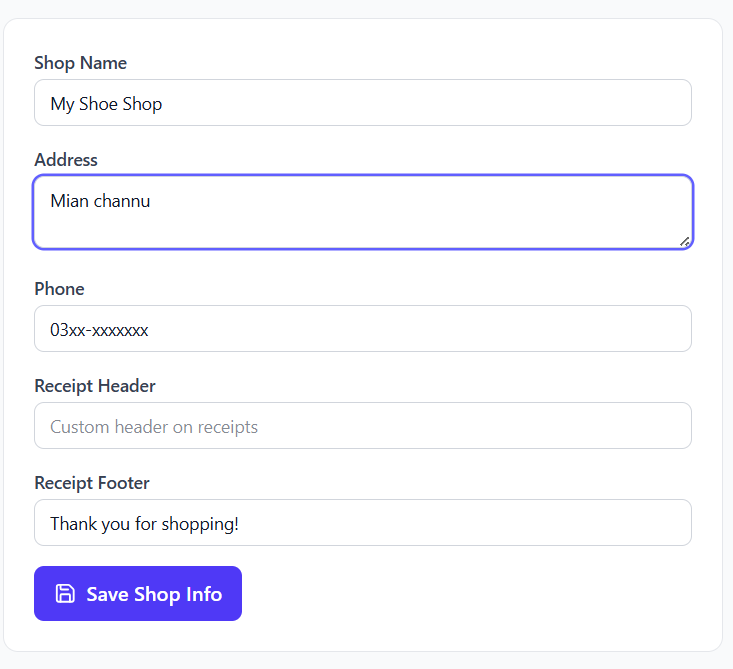 Shop Name
My Shoe Shop
Address
Mian channu
Phone
03xx-xxxxxxx
Receipt Header
Custom header on receipts
Receipt Footer
Thank you for shopping!
Save Shop Info